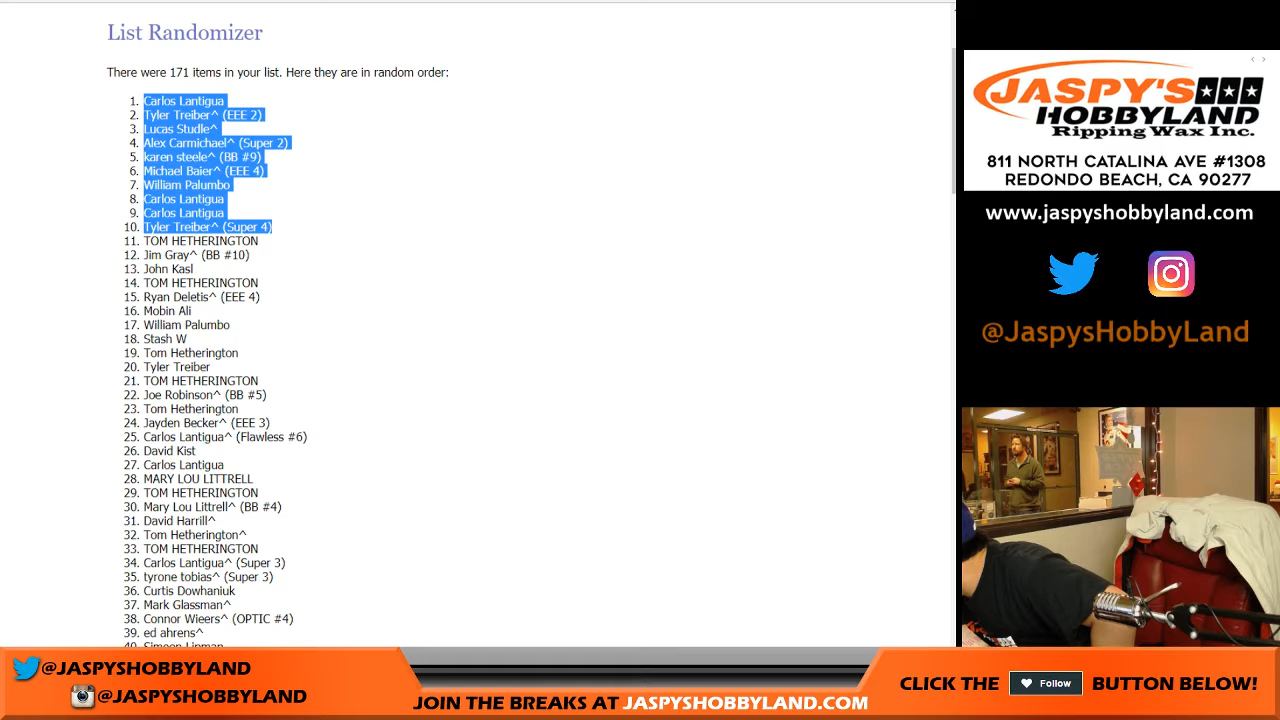 List Randomizer
There were 171 items in your list. Here they are in random order:
1. Carlos Lantigua
2. Tyler Treiber^ (EEE 2)
3. Lucas Studle^
4. Alex Carmichael^ (Super 2)
5. karen steele^ (BB #9)
6. Michael Baier^ (EEE 4)
7. William Palumbo
8. Carlos Lantigua
9. Carlos Lantigua
10. Tyler Treiber^ (Super 4)
11. TOM HETHERINGTON
12. Jim Gray^ (BB #10)
13. John Kasl
14. TOM HETHERINGTON
15. Ryan Deletis^ (EEE 4)
16. Mobin Ali
17. William Palumbo
18. Stash W
19. Tom Hetherington
20. Tyler Treiber
21. TOM HETHERINGTON
22. Joe Robinson^ (BB #5)
23. Tom Hetherington
24. Jayden Becker^ (EEE 3)
25. Carlos Lantigua^ (Flawless #6)
26. David Kist
27. Carlos Lantigua
28. MARY LOU LITTRELL
29. TOM HETHERINGTON
30. Mary Lou Littrell^ (BB #4)
31. David Harrill^
32. Tom Hetherington^
33. TOM HETHERINGTON
34. Carlos Lantigua^ (Super 3)
35. tyrone tobias^ (Super 3)
36. Curtis Dowhaniuk
37. Mark Glassman^
38. Connor Wieers^ (OPTIC #4)
39. ed ahrens^
40. Simeon Lipman
JASPY'S
HOBBYLAND
Ripping Wax Inc.
811 NORTH CATALINA AVE #1308
REDONDO BEACH, CA 90277
www.jaspyshobbyland.com
@JaspysHobbyLand
@JASPYSHOBBYLAND
@JASPYSHOBBYLAND
JOIN THE BREAKS AT JASPYSHOBBYLAND.COM
CLICK THE Follow BUTTON BELOW!